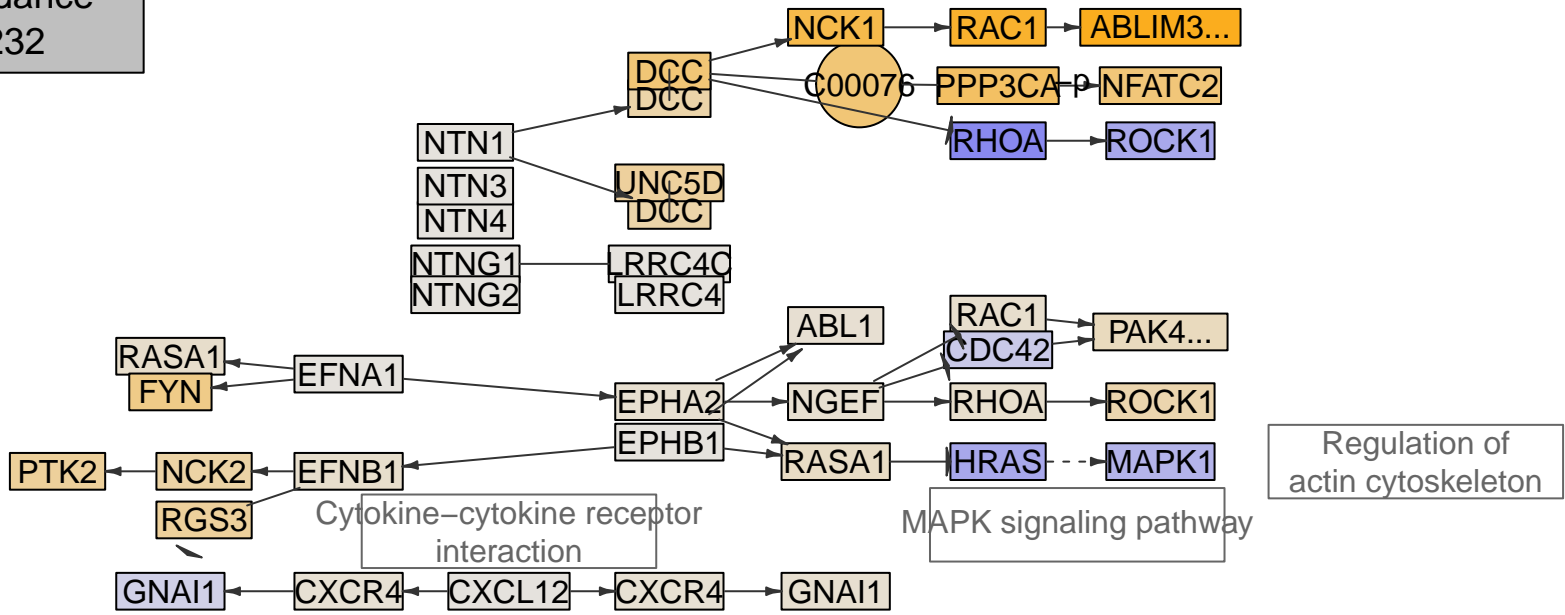 232
NCK1
RAC1
ABLIM3...
DCC
DCC
C00076
PPP3CA
-p
NFATC2
NTN1
RHOA
ROCK1
NTN3
NTN4
UNC5D
DCC
NTNG1
NTNG2
LRRC4C
LRRC4
ABL1
RAC1
CDC42
PAK4...
RASA1
FYN
EFNA1
EPHA2
NGEF
RHOA
ROCK1
EPHB1
PTK2
NCK2
EFNB1
RASA1
HRAS
MAPK1
Regulation of
actin cytoskeleton
RGS3
Cytokine–cytokine receptor
interaction
MAPK signaling pathway
GNAI1
CXCR4
CXCL12
CXCR4
GNAI1